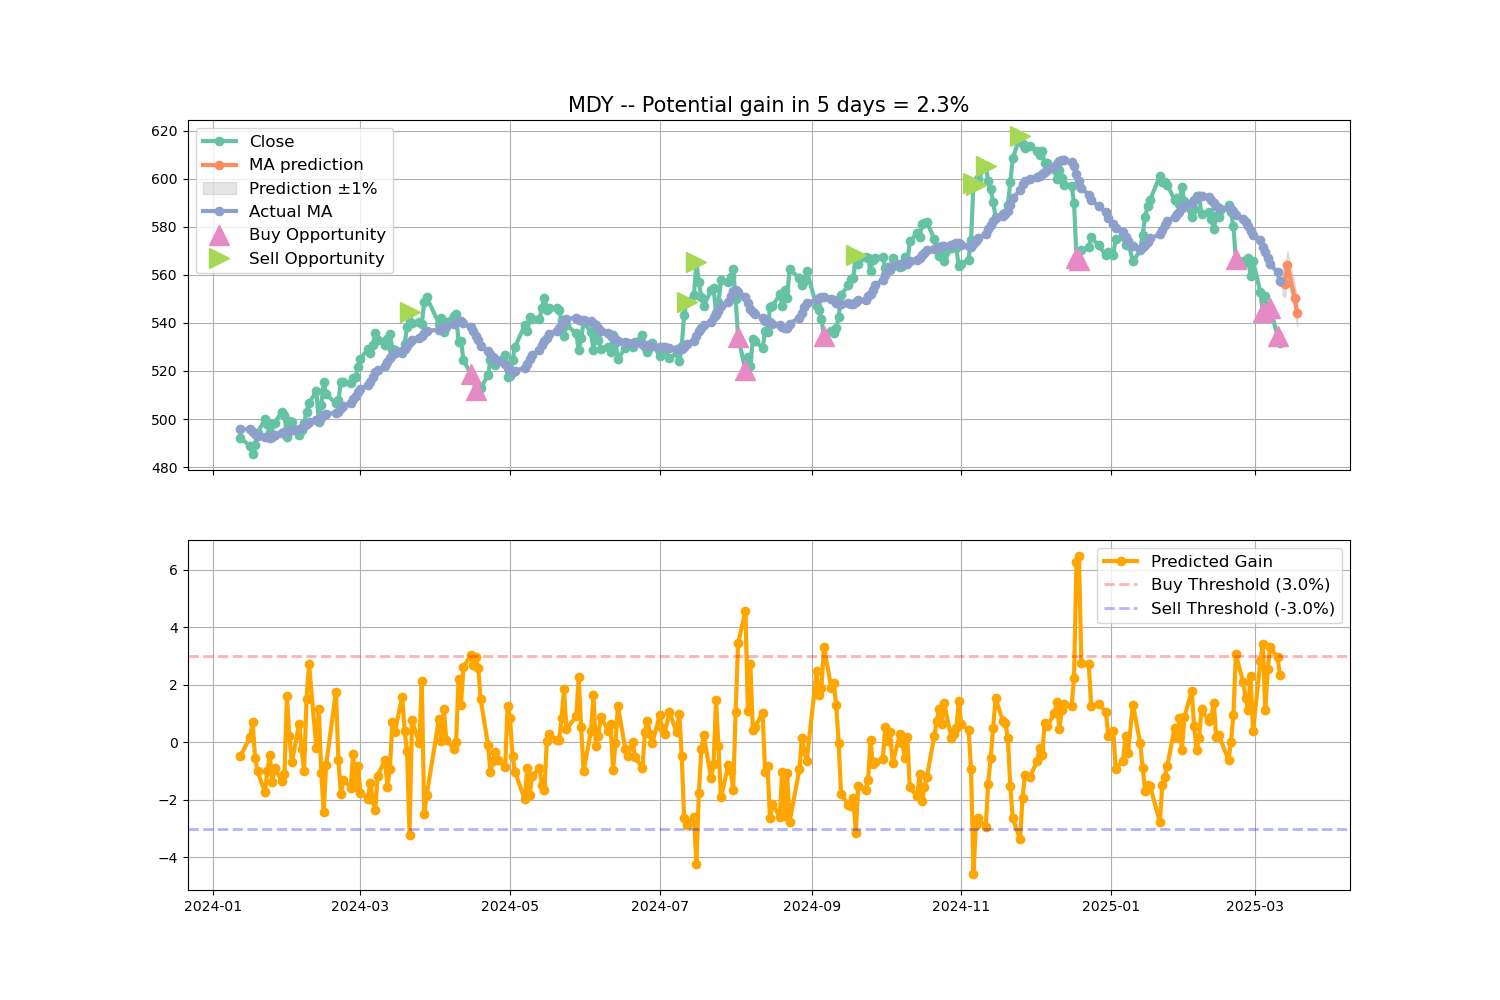 MDY -- Potential gain in 5 days = 2.3%
620
600
580
560
540
520
500
480
Close
MA prediction
Prediction ±1%
Actual MA
Buy Opportunity
Sell Opportunity
6
4
2
0
−2
−4
Predicted Gain
Buy Threshold (3.0%)
Sell Threshold (-3.0%)
2024-01
2024-03
2024-05
2024-07
2024-09
2024-11
2025-01
2025-03